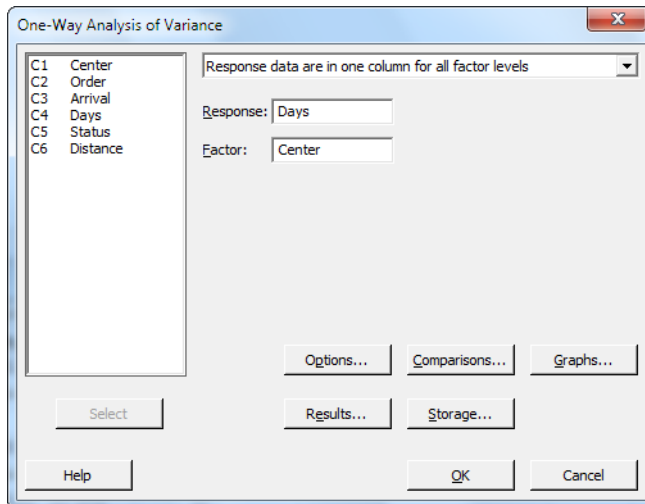 One-Way Analysis of Variance
X
C1 Center
C2 Order
C3 Arrival
C4 Days
C5 Status
C6 Distance
Response data are in one column for all factor levels
Response: Days
Factor: Center
Options... Comparisons... Graphs...
Select Results... Storage...
Help OK Cancel